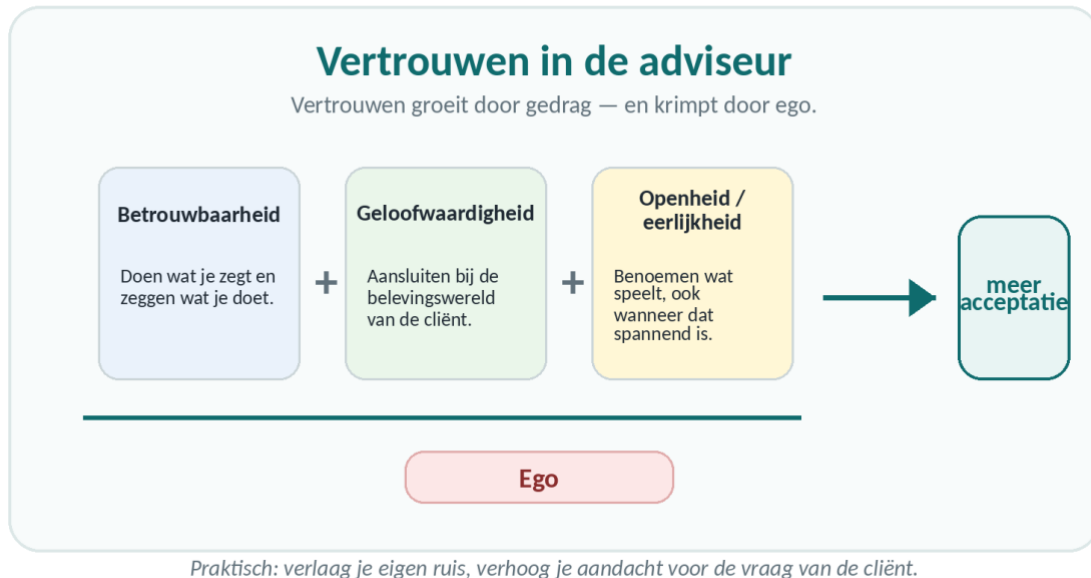 Vertrouwen in de adviseur
Vertrouwen groeit door gedrag — en krimpt door ego.
Betrouwbaarheid
Doen wat je zegt en
zeggen wat je doet.
+
Geloofwaardigheid
Aansluiten bij de
belevingswereld
van de cliënt.
+
Openheid /
eerlijkheid
Benoemen wat
speelt, ook
wanneer dat
spannend is.
meer
acceptatie
Ego
Praktisch: verlaag je eigen ruis, verhoog je aandacht voor de vraag van de cliënt.